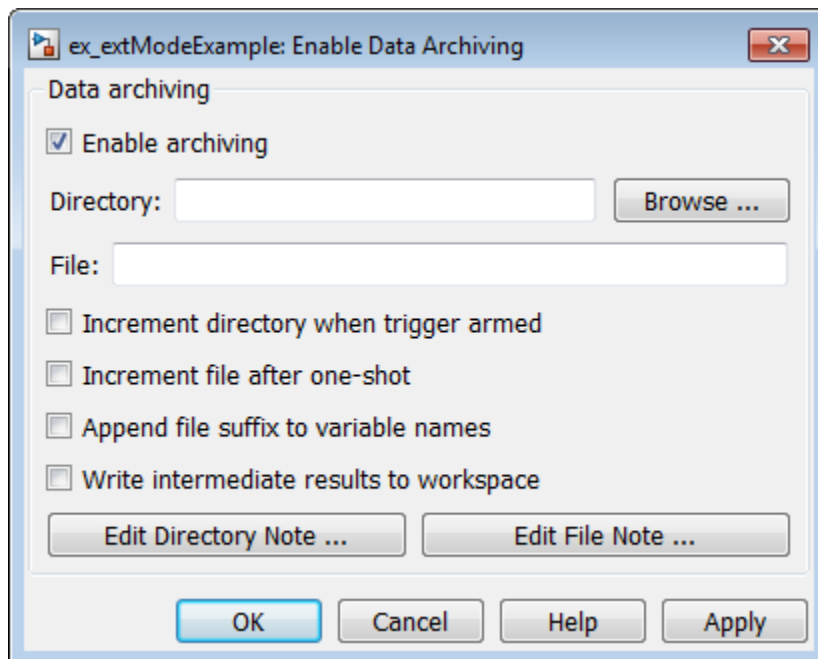 ex_extModeExample: Enable Data Archiving
Data archiving
Enable archiving
Directory: Browse ...
File:
Increment directory when trigger armed
Increment file after one-shot
Append file suffix to variable names
Write intermediate results to workspace
Edit Directory Note ... Edit File Note ...
OK Cancel Help Apply